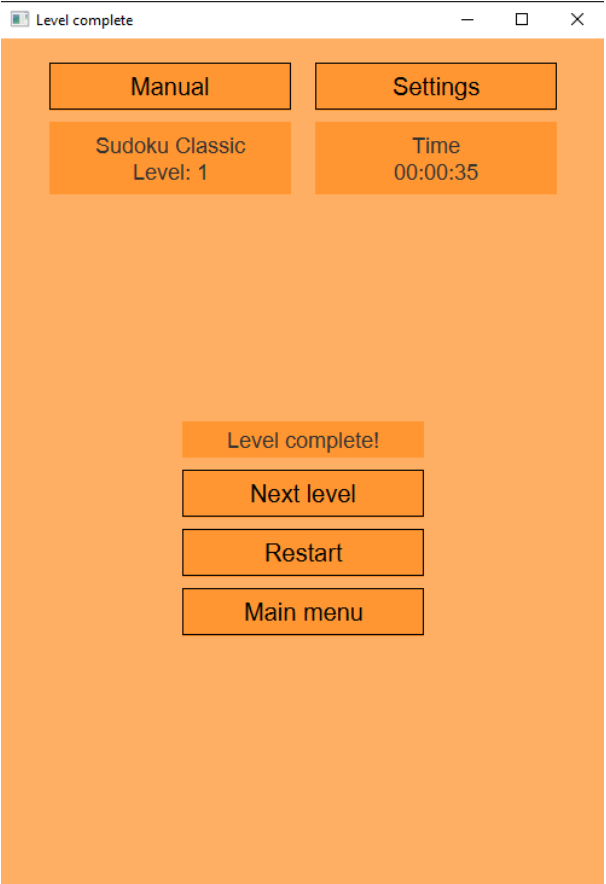 Level complete
Manual
Settings
Sudoku Classic
Level: 1
Time
00:00:35
Level complete!
Next level
Restart
Main menu